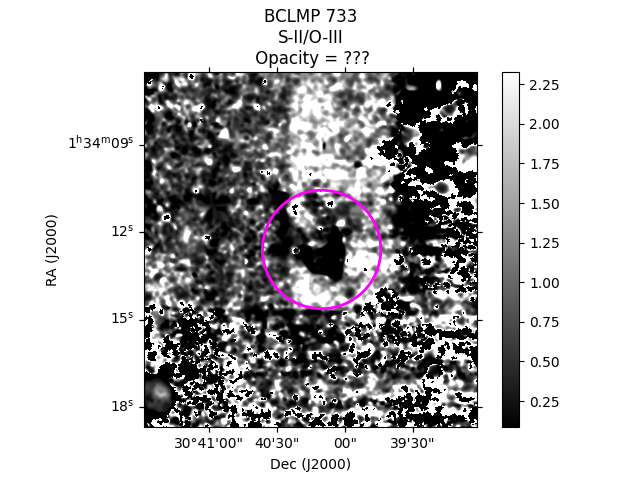 BCLMP 733
S-II/O-III
Opacity = ???
RA (J2000)
1ʰ34ᵐ09ˢ
12ˢ
15ˢ
18ˢ
30°41'00" 40'30" 00" 39'30"
Dec (J2000)
2.25
2.00
1.75
1.50
1.25
1.00
0.75
0.50
0.25